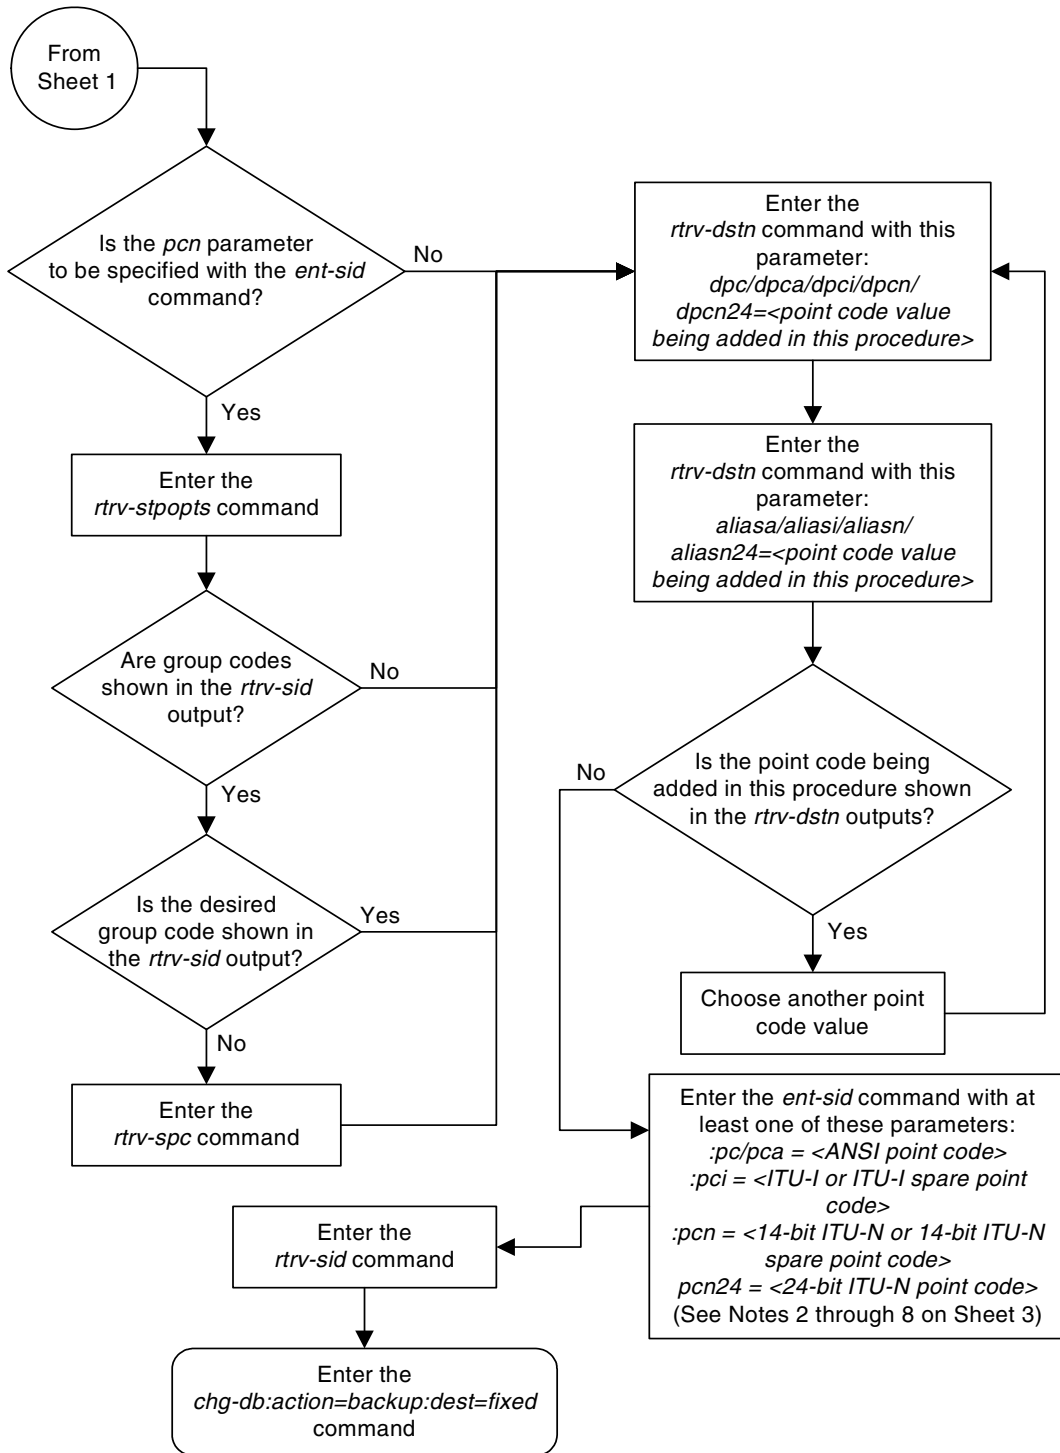 From
Sheet 1
Is the pcn parameter
to be specified with the ent-sid
command?
No
Yes
Enter the
rtrv-stpopts command
Are group codes
shown in the rtrv-sid
output?
No
Yes
Is the desired
group code shown in
the rtrv-sid output?
Yes
No
Enter the
rtrv-spc command
Enter the
rtrv-dstn command with this
parameter:
dpc/dpca/dpci/dpcn/
dpcn24=<point code value
being added in this procedure>
Enter the
rtrv-dstn command with this
parameter:
aliasa/aliasi/aliasn/
aliasn24=<point code value
being added in this procedure>
Is the point code being
added in this procedure shown
in the rtrv-dstn outputs?
No
Yes
Choose another point
code value
Enter the ent-sid command with at
least one of these parameters:
:pc/pca = <ANSI point code>
:pci = <ITU-I or ITU-I spare point
code>
:pcn = <14-bit ITU-N or 14-bit ITU-N
spare point code>
pcn24 = <24-bit ITU-N point code>
(See Notes 2 through 8 on Sheet 3)
Enter the
rtrv-sid command
Enter the
chg-db:action=backup:dest=fixed
command